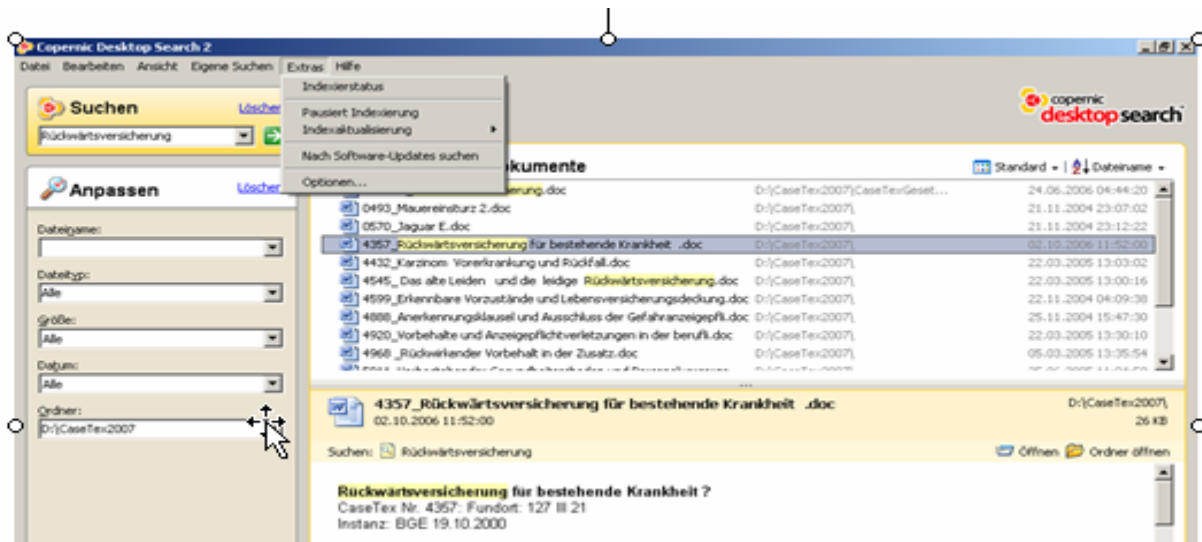 Copernic Desktop Search 2
Datei Bearbeiten Ansicht Eigene Suchen Extras Hilfe
Indexierstatus
Pausiert Indexierung
Indexaktualisierung
Nach Software-Updates suchen
Optionen...
Suchen Löschen
Rückwärtsversicherung
copernic
desktop search
Anpassen Löschen
Dateiname:
Dateityp:
Alle
Größe:
Alle
Datum:
Alle
Ordner:
D:\CaseTex2007
kumente Standard Dateiname
erung.doc D:\CaseTex2007\CaseTexGeset... 24.06.2006 04:44:20
0493_Mauereinsturz 2.doc D:\CaseTex2007\ 21.11.2004 23:07:02
0570_Jaguar E.doc D:\CaseTex2007\ 21.11.2004 23:12:22
4357_Rückwärtsversicherung für bestehende Krankheit .doc D:\CaseTex2007\ 02.10.2006 11:52:00
4432_Karzinom Vorerkrankung und Rückfall.doc D:\CaseTex2007\ 22.03.2005 13:03:02
4545_ Das alte Leiden und die leidige Rückwärtsversicherung.doc D:\CaseTex2007\ 22.03.2005 13:00:16
4599_Erkennbare Vorzustände und Lebensversicherungsdeckung.doc D:\CaseTex2007\ 22.11.2004 04:09:38
4888_Anerkennungsklausel und Ausschluss der Gefahranzeigepfli.doc D:\CaseTex2007\ 25.11.2004 15:47:30
4920_Vorbehalte und Anzeigepflichtverletzungen in der berufli.doc D:\CaseTex2007\ 22.03.2005 13:30:10
4968 _Rückwirkender Vorbehalt in der Zusatz.doc D:\CaseTex2007\ 05.03.2005 13:35:54
4357_Rückwärtsversicherung für bestehende Krankheit .doc D:\CaseTex2007\
02.10.2006 11:52:00 26 KB
Suchen: Rückwärtsversicherung Öffnen Ordner öffnen
Rückwärtsversicherung für bestehende Krankheit ?
CaseTex Nr. 4357: Fundort: 127 III 21
Instanz: BGE 19.10.2000